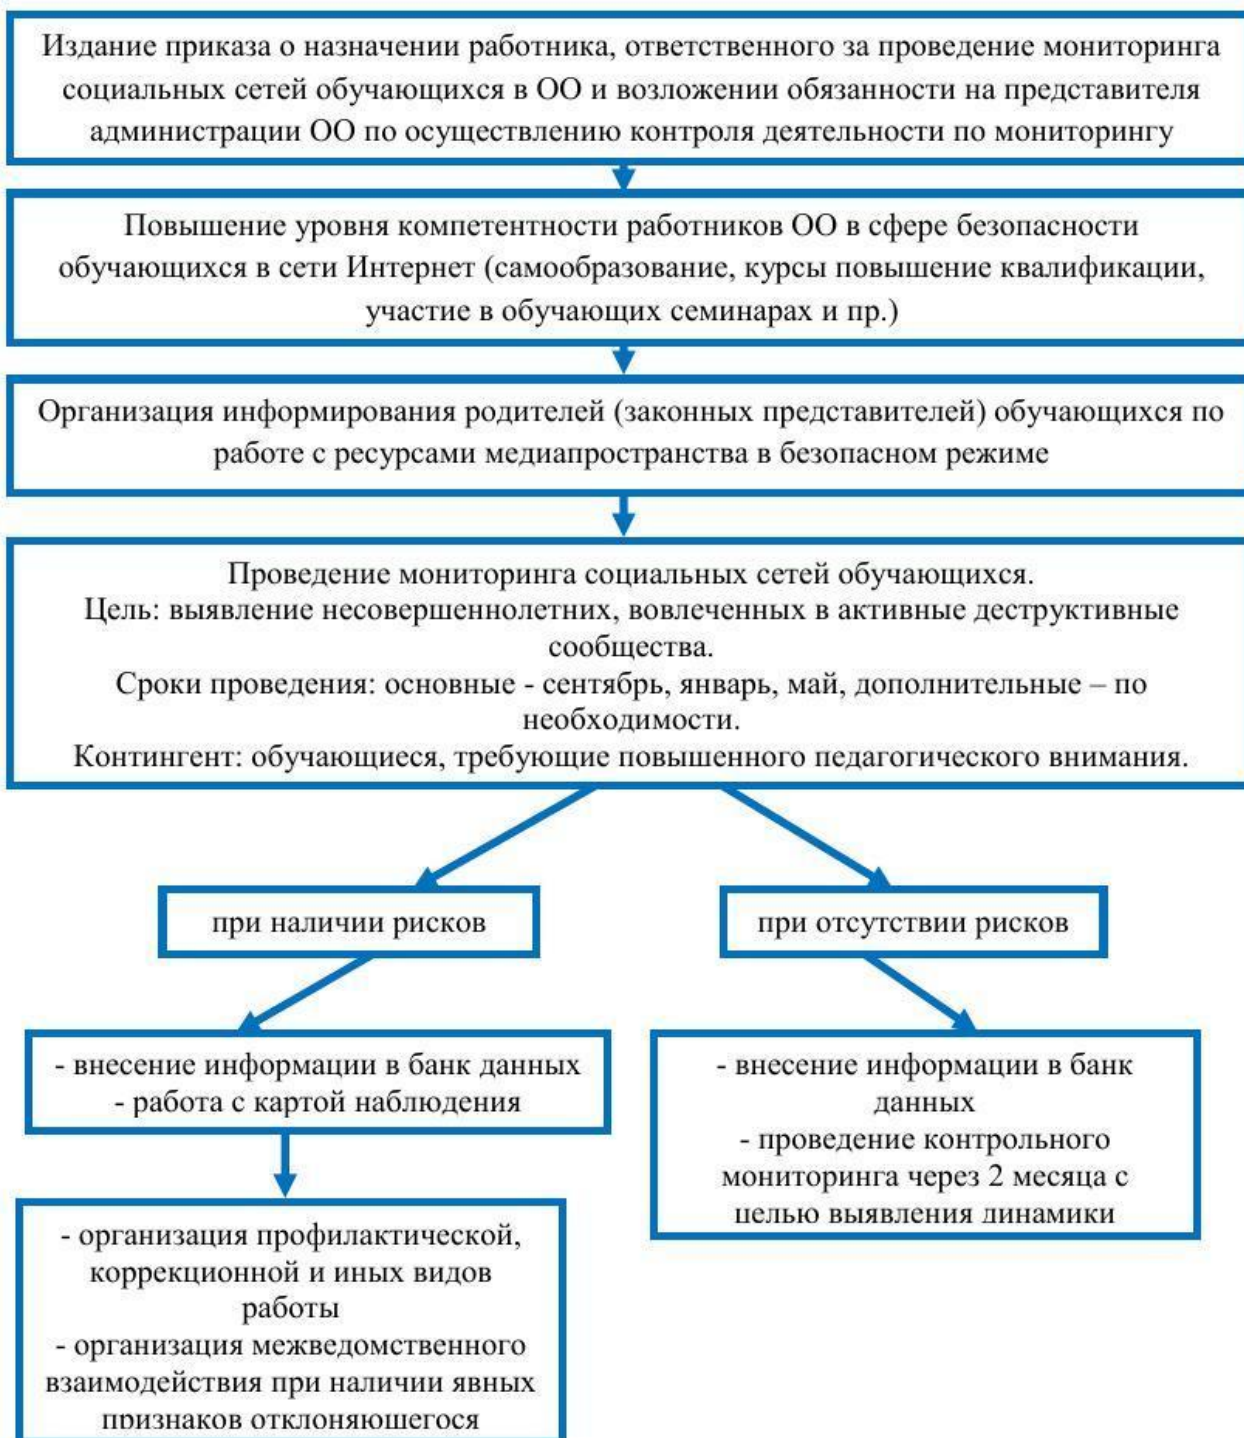 Издание приказа о назначении работника, ответственного за проведение мониторинга
социальных сетей обучающихся в ОО и возложении обязанности на представителя
администрации ОО по осуществлению контроля деятельности по мониторингу
Повышение уровня компетентности работников ОО в сфере безопасности
обучающихся в сети Интернет (самообразование, курсы повышение квалификации,
участие в обучающих семинарах и пр.)
Организация информирования родителей (законных представителей) обучающихся по
работе с ресурсами медиапространства в безопасном режиме
Проведение мониторинга социальных сетей обучающихся.
Цель: выявление несовершеннолетних, вовлеченных в активные деструктивные
сообщества.
Сроки проведения: основные - сентябрь, январь, май, дополнительные – по
необходимости.
Контингент: обучающиеся, требующие повышенного педагогического внимания.
при наличии рисков
при отсутствии рисков
- внесение информации в банк данных
- работа с картой наблюдения
- внесение информации в банк
данных
- проведение контрольного
мониторинга через 2 месяца с
целью выявления динамики
- организация профилактической,
коррекционной и иных видов
работы
- организация межведомственного
взаимодействия при наличии явных
признаков отклоняющегося